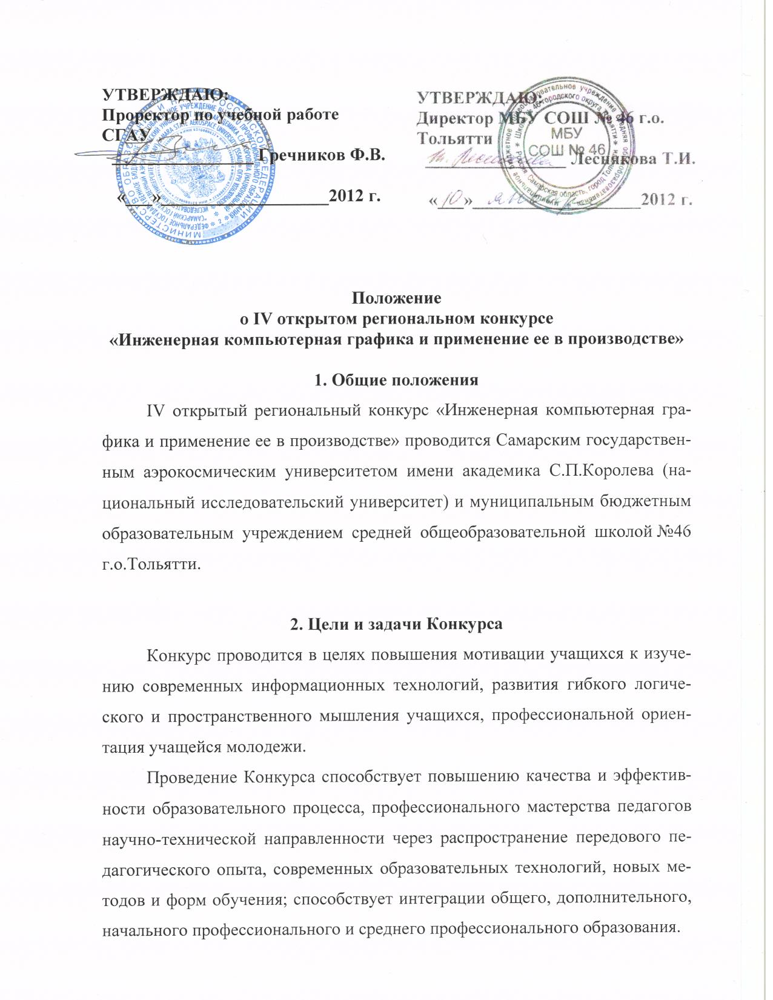 УТВЕРЖДАЮ:
Проректор по учебной работе
СГАУ
Гречников Ф.В.
«___»___________________2012 г.
УТВЕРЖДАЮ:
Директор МБУ СОШ № 46 г.о.
Тольятти
Леснякова Т.И.
«10»___________________2012 г.
МБУ
СОШ № 46
Положение
о IV открытом региональном конкурсе
«Инженерная компьютерная графика и применение ее в производстве»
1. Общие положения
IV открытый региональный конкурс «Инженерная компьютерная гра-
фика и применение ее в производстве» проводится Самарским государствен-
ным аэрокосмическим университетом имени академика С.П.Королева (на-
циональный исследовательский университет) и муниципальным бюджетным
образовательным учреждением средней общеобразовательной школой №46
г.о.Тольятти.
2. Цели и задачи Конкурса
Конкурс проводится в целях повышения мотивации учащихся к изуче-
нию современных информационных технологий, развития гибкого логиче-
ского и пространственного мышления учащихся, профессиональной ориен-
тация учащейся молодежи.
Проведение Конкурса способствует повышению качества и эффектив-
ности образовательного процесса, профессионального мастерства педагогов
научно-технической направленности через распространение передового пе-
дагогического опыта, современных образовательных технологий, новых ме-
тодов и форм обучения; способствует интеграции общего, дополнительного,
начального профессионального и среднего профессионального образования.